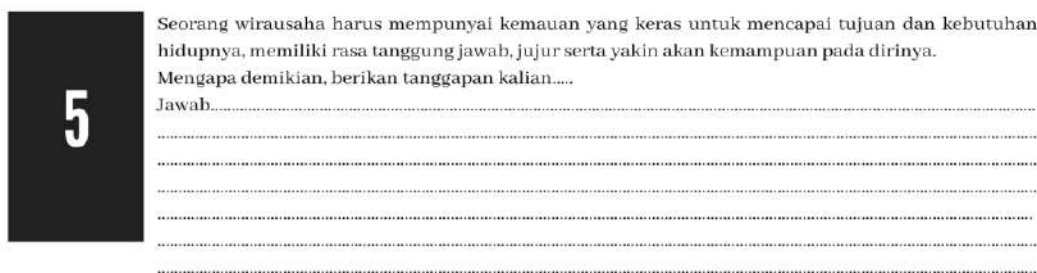 5
Seorang wirausaha harus mempunyai kemauan yang keras untuk mencapai tujuan dan kebutuhan
hidupnya, memiliki rasa tanggung jawab, jujur serta yakin akan kemampuan pada dirinya.
Mengapa demikian, berikan tanggapan kalian.....
Jawab..........